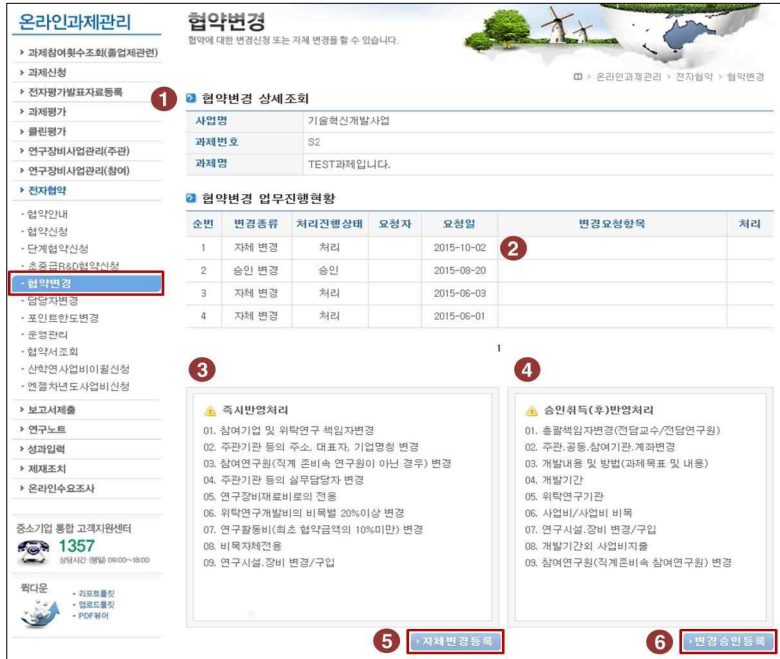 온라인과제관리
과제참여횟수조회(졸업제관련)
과제신청
전자평가발표자료등록
과제평가
클린평가
연구장비사업관리(주관)
연구장비사업관리(참여)
전자협약
- 협약안내
- 협약신청
- 단계협약신청
- 초중급R&D협약신청
- 협약변경
- 담당자변경
- 포인트한도변경
- 운영관리
- 협약서조회
- 산학연사업비이월신청
- 엔젤차년도사업비신청
보고서제출
연구노트
성과입력
제재조치
온라인수요조사
중소기업 통합 고객지원센터
1357
상담시간 (평일) 09:00~18:00
퀵다운
- 리포트툴킷
- 업로드툴킷
- PDF뷰어
협약변경
협약에 대한 변경신청 또는 자체 변경을 할 수 있습니다.
> 온라인과제관리 > 전자협약 > 협약변경
1
협약변경 상세조회
사업명 기술혁신개발사업
과제번호 S2
과제명 TEST과제입니다.
협약변경 업무진행현황
순번 변경종류 처리진행상태 요청자 요청일 변경요청항목 처리
1 자체 변경 처리 2015-10-02
2
2 승인 변경 승인 2015-08-20
3 자체 변경 처리 2015-06-03
4 자체 변경 처리 2015-06-01
1
3
즉시반영처리
01. 참여기업 및 위탁연구 책임자변경
02. 주관기관 등의 주소, 대표자, 기업명칭 변경
03. 참여연구원(직계 존비속 연구원이 아닌 경우) 변경
04. 주관기관 등의 실무담당자 변경
05. 연구장비재료비로의 전용
06. 위탁연구개발비의 비목별 20%이상 변경
07. 연구활동비(최초 협약금액의 10%미만) 변경
08. 비목자체전용
09. 연구시설.장비 변경/구입
5
자체변경등록
4
승인취득(후)반영처리
01. 총괄책임자변경(전담교수/전담연구원)
02. 주관.공동.참여기관.계좌변경
03. 개발내용 및 방법(과제목표 및 내용)
04. 개발기간
05. 위탁연구기관
06. 사업비/사업비 비목
07. 연구시설.장비 변경/구입
08. 개발기간외 사업비지출
09. 참여연구원(직계존비속 참여연구원) 변경
6
변경승인등록